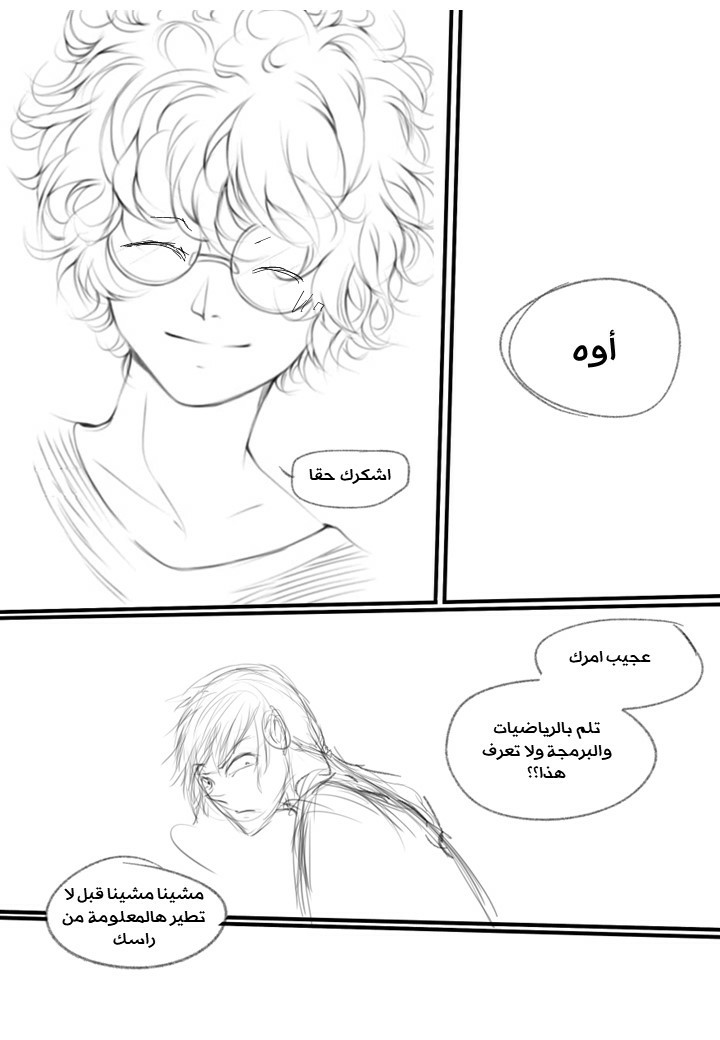 أوه
اشكرك حقا
عجيب امرك
تلم بالرياضيات
والبرمجة ولا تعرف
هذا؟؟
مشينا مشينا قبل لا
تطير هالمعلومة من
راسك